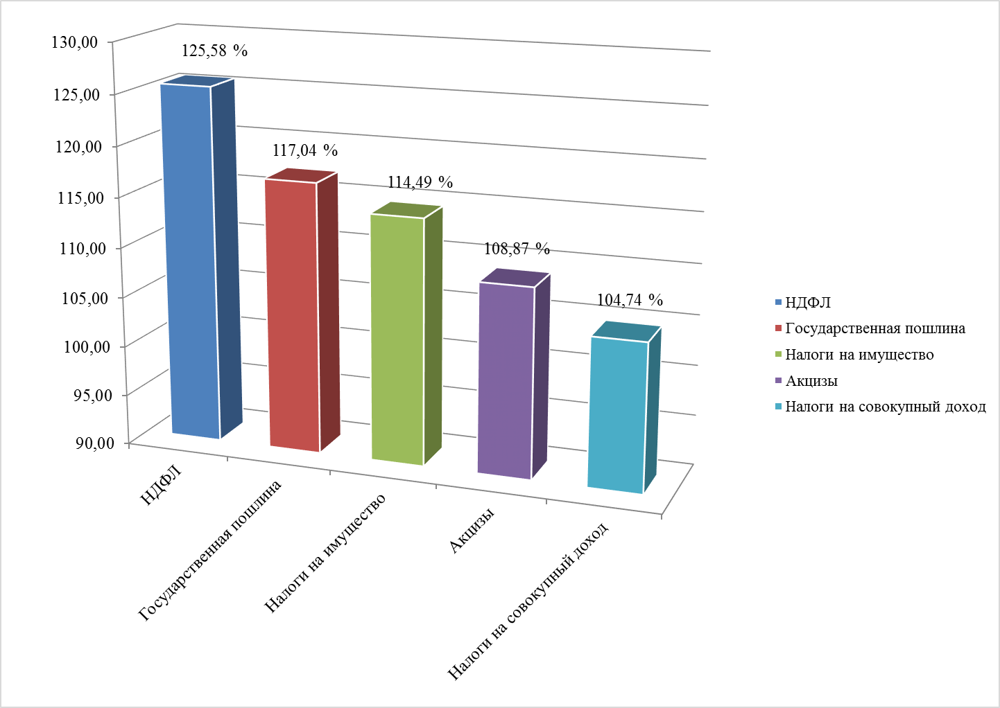 130,00
125,00
120,00
115,00
110,00
105,00
100,00
95,00
90,00
125,58 %
117,04 %
114,49 %
108,87 %
104,74 %
НДФЛ
Государственная пошлина
Налоги на имущество
Акцизы
Налоги на совокупный доход
НДФЛ
Государственная пошлина
Налоги на имущество
Акцизы
Налоги на совокупный доход